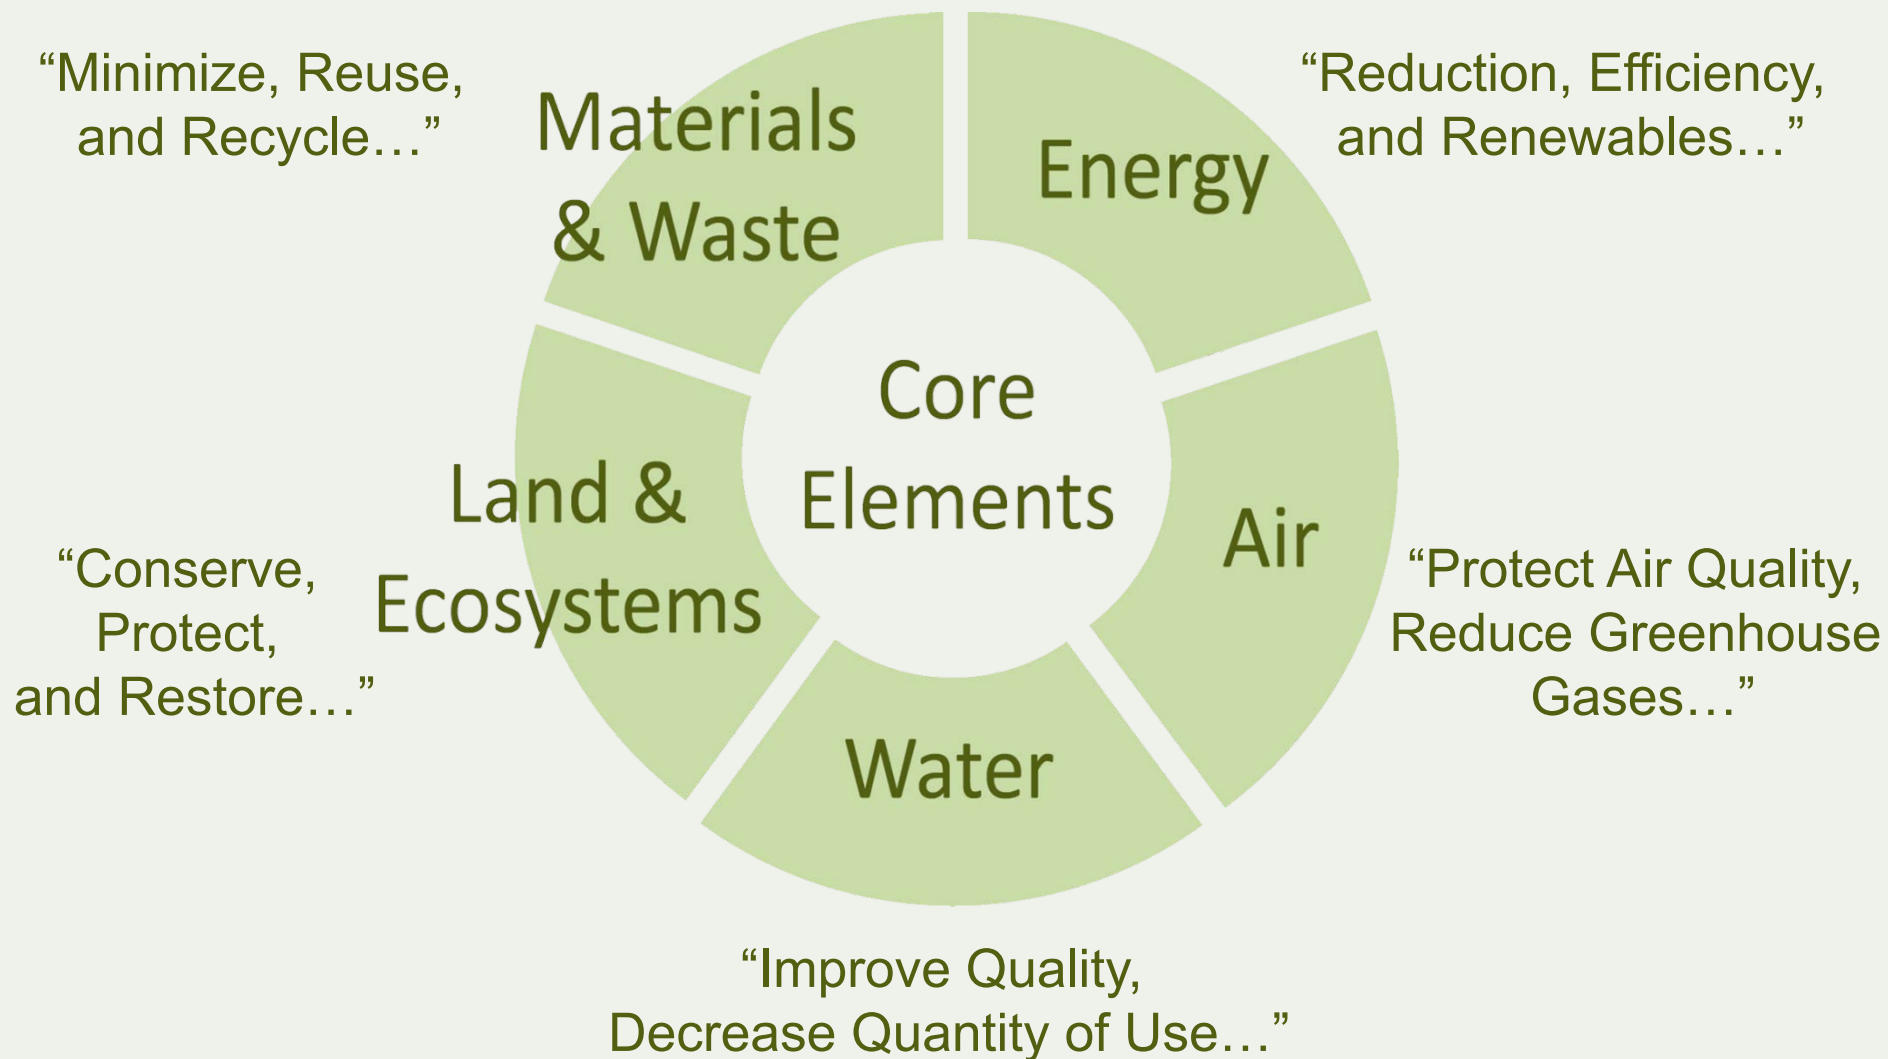 “Minimize, Reuse,
and Recycle…”
Materials
& Waste
Energy
“Reduction, Efficiency,
and Renewables…”
Core
Elements
Land &
Ecosystems
“Conserve,
Protect,
and Restore…”
Air
“Protect Air Quality,
Reduce Greenhouse
Gases…”
Water
“Improve Quality,
Decrease Quantity of Use…”